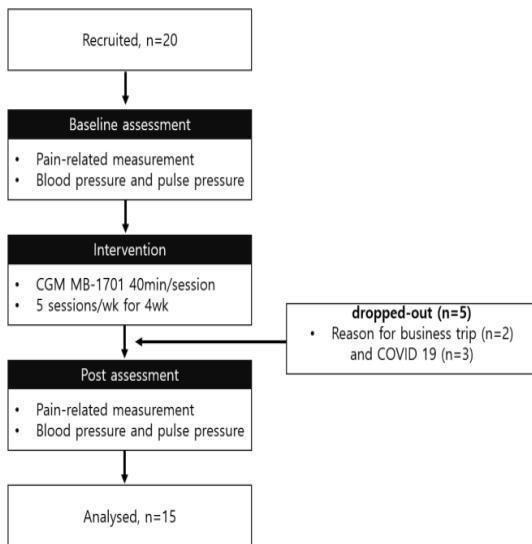 Recruited, n=20
Baseline assessment
• Pain-related measurement
• Blood pressure and pulse pressure
Intervention
• CGM MB-1701 40min/session
• 5 sessions/wk for 4wk
dropped-out (n=5)
• Reason for business trip (n=2)
and COVID 19 (n=3)
Post assessment
• Pain-related measurement
• Blood pressure and pulse pressure
Analysed, n=15